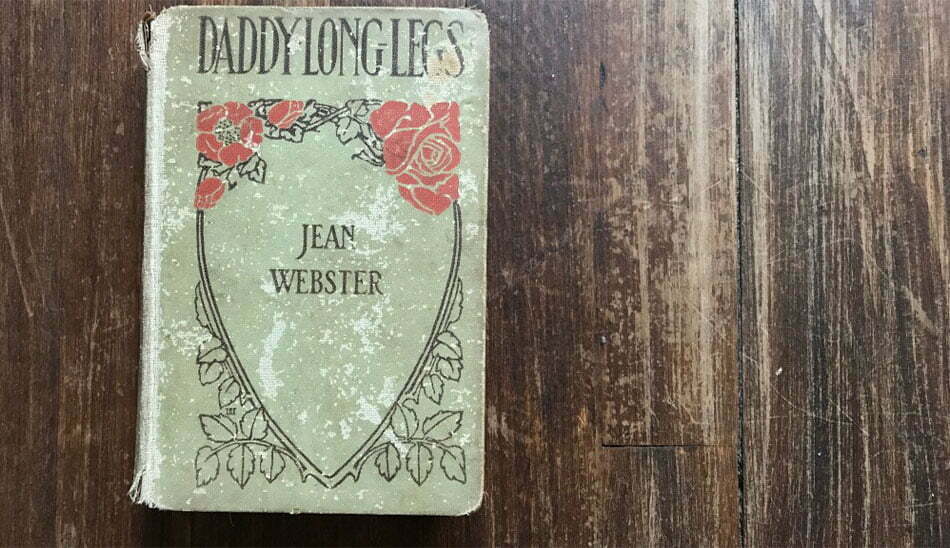 DADDY LONG LEGS
JEAN
WEBSTER